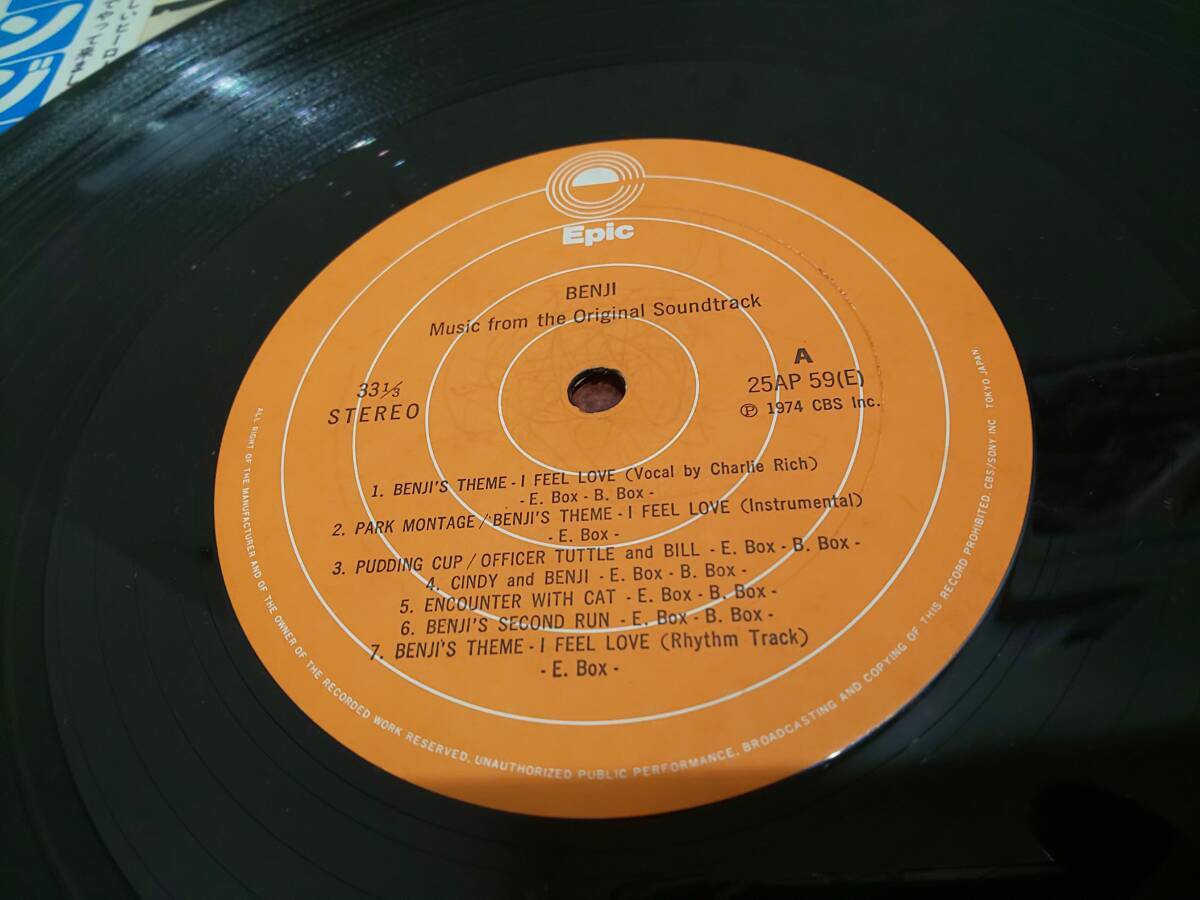 Epic
BENJI
Music from the Original Soundtrack
33⅓
STEREO
A
25AP 59(E)
℗ 1974 CBS Inc.
1. BENJI'S THEME - I FEEL LOVE (Vocal by Charlie Rich)
- E. Box - B. Box -
2. PARK MONTAGE / BENJI'S THEME - I FEEL LOVE (Instrumental)
- E. Box -
3. PUDDING CUP / OFFICER TUTTLE and BILL - E. Box - B. Box -
4. CINDY and BENJI - E. Box - B. Box -
5. ENCOUNTER WITH CAT - E. Box - B. Box -
6. BENJI'S SECOND RUN - E. Box - B. Box -
7. BENJI'S THEME - I FEEL LOVE (Rhythm Track)
- E. Box -
ALL RIGHT OF THE MANUFACTURER AND OF THE OWNER OF THE RECORDED WORK RESERVED. UNAUTHORIZED PUBLIC PERFORMANCE. BROADCASTING AND COPYING OF THIS RECORD PROHIBITED. CBS/SONY INC TOKYO JAPAN.